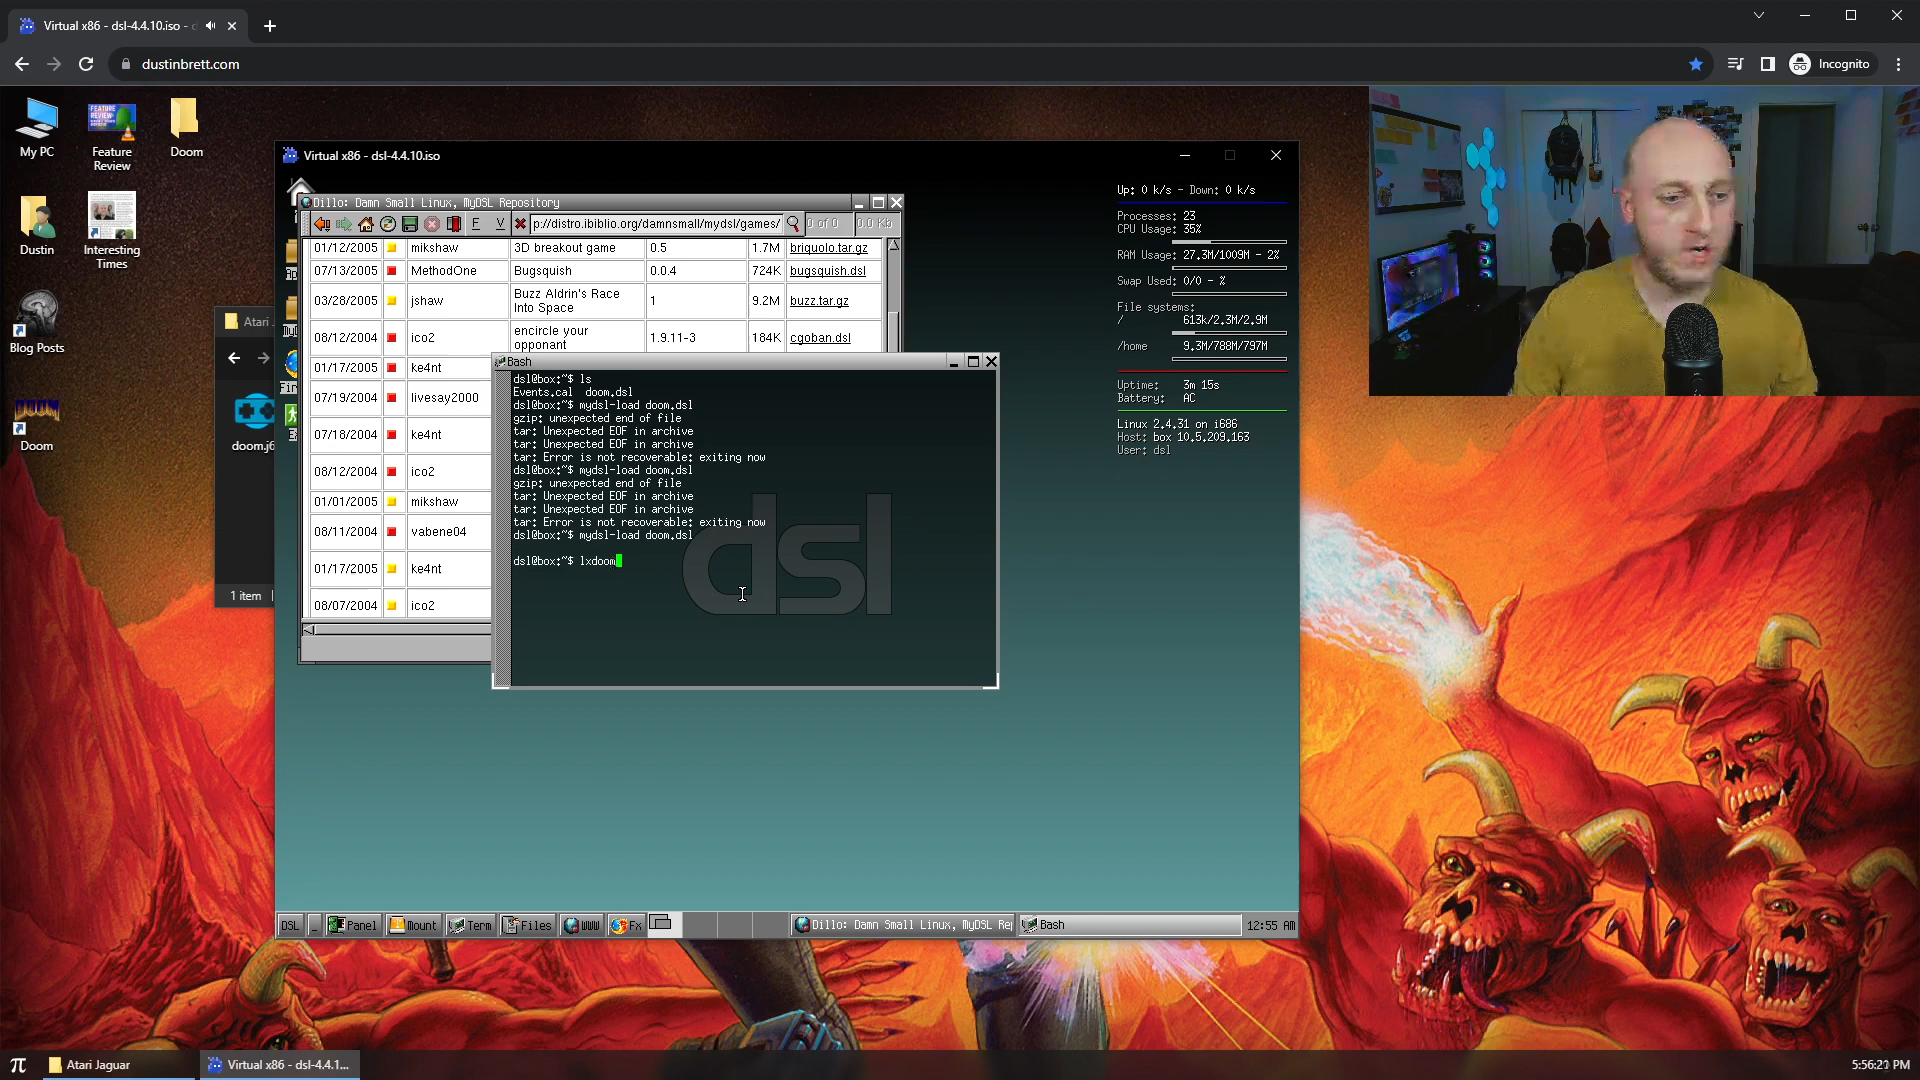 Virtual x86 - dsl-4.4.10.iso -
dustinbrett.com
Incognito
My PC
Feature Review
Doom
Dustin
Interesting Times
Blog Posts
Doom
Atari
doom.j6
1 item
Virtual x86 - dsl-4.4.10.iso
Dillo: Damn Small Linux, MyDSL Repository
E V p://distro.ibiblio.org/damnsmall/mydsl/games/ 0 of 0 0.0 Kb
01/12/2005 mikshaw 3D breakout game 0.5 1.7M briquolo.tar.gz
07/13/2005 MethodOne Bugsquish 0.0.4 724K bugsquish.dsl
03/28/2005 jshaw Buzz Aldrin's Race Into Space 1 9.2M buzz.tar.gz
08/12/2004 ico2 encircle your opponant 1.9.11-3 184K cgoban.dsl
01/17/2005 ke4nt
07/19/2004 livesay2000
07/18/2004 ke4nt
08/12/2004 ico2
01/01/2005 mikshaw
08/11/2004 vabene04
01/17/2005 ke4nt
08/07/2004 ico2
Bash
dsl@box:~$ ls
Events.cal doom.dsl
dsl@box:~$ mydsl-load doom.dsl
gzip: unexpected end of file
tar: Unexpected EOF in archive
tar: Unexpected EOF in archive
tar: Error is not recoverable: exiting now
dsl@box:~$ mydsl-load doom.dsl
gzip: unexpected end of file
tar: Unexpected EOF in archive
tar: Unexpected EOF in archive
tar: Error is not recoverable: exiting now
dsl@box:~$ mydsl-load doom.dsl
dsl@box:~$ lxdoom
dsl
Up: 0 k/s - Down: 0 k/s
Processes: 23
CPU Usage: 35%
RAM Usage: 27.3M/1009M - 2%
Swap Used: 0/0 - %
File systems:
/ 613k/2.3M/2.9M
/home 9.3M/788M/797M
Uptime: 3m 15s
Battery: AC
Linux 2.4.31 on i686
Host: box 10.5.209.163
User: dsl
DSL Panel Mount Term Files WWW Fx Dillo: Damn Small Linux, MyDSL Rep Bash 12:55 AM
Atari Jaguar
Virtual x86 - dsl-4.4.1...